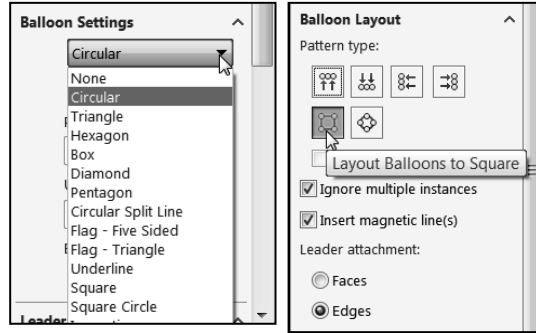 Balloon Settings
Circular
None
Circular
Triangle
Hexagon
Box
Diamond
Pentagon
Circular Split Line
Flag - Five Sided
Flag - Triangle
Underline
Square
Square Circle
Leader
Balloon Layout
Pattern type:
Layout Balloons to Square
Ignore multiple instances
Insert magnetic line(s)
Leader attachment:
Faces
Edges